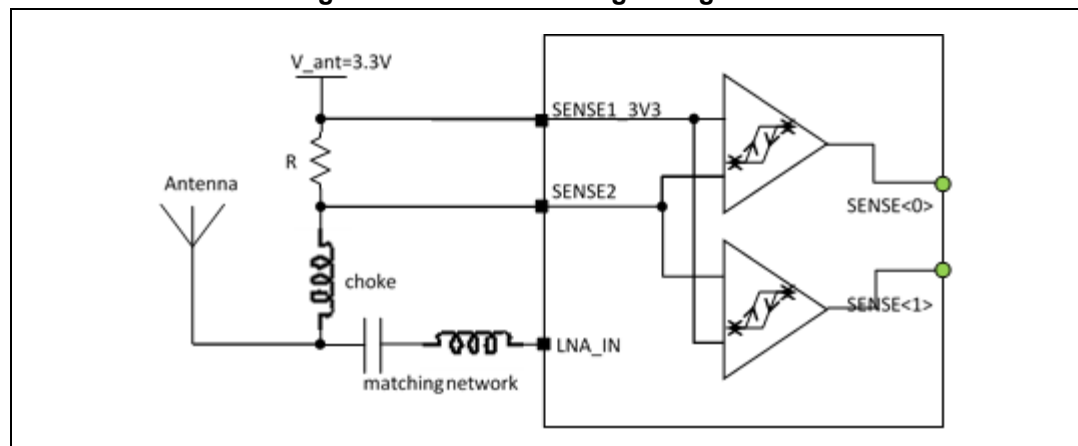 V_ant=3.3V
SENSE1_3V3
R
Antenna
SENSE2
SENSE<0>
choke
SENSE<1>
LNA_IN
matching network